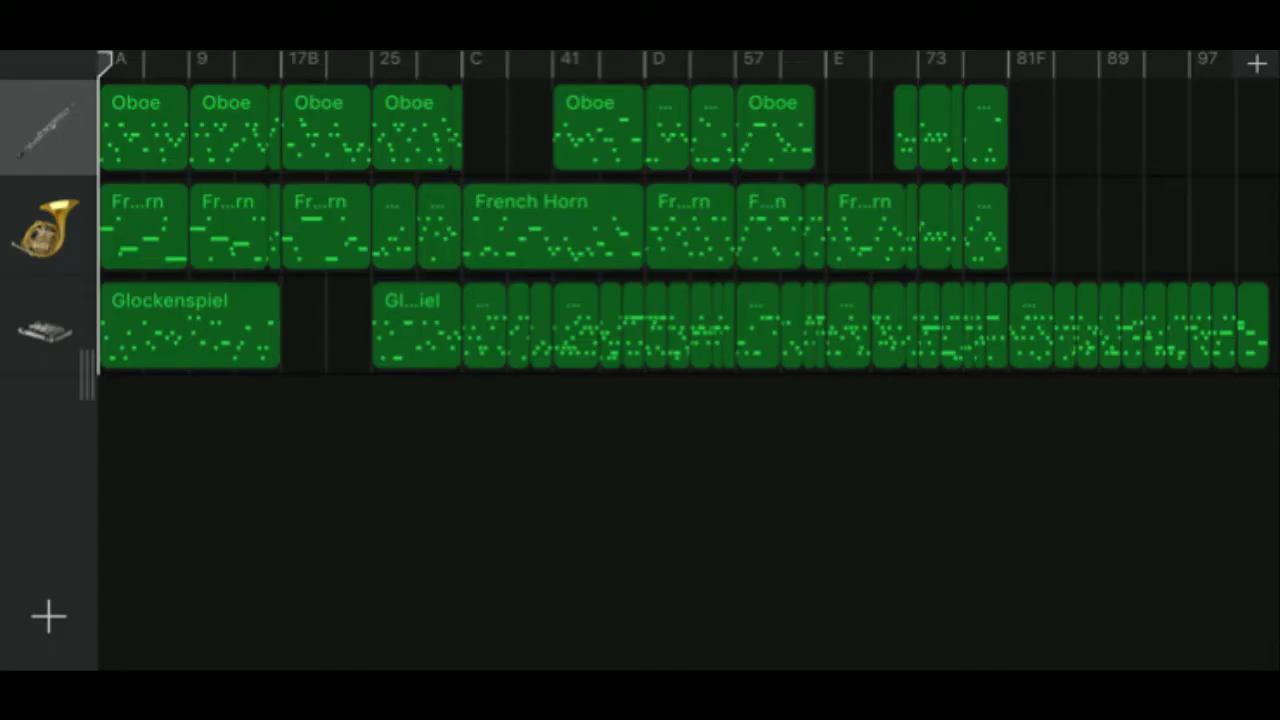 A 9 17B 25 C 41 D 57 E 73 81F 89 97
Oboe Oboe Oboe Oboe Oboe ... ... Oboe ...
Fr...rn Fr...rn Fr...rn ... ... French Horn Fr...rn F...n Fr...rn ...
Glockenspiel Gl...iel ... ... ... ... ...